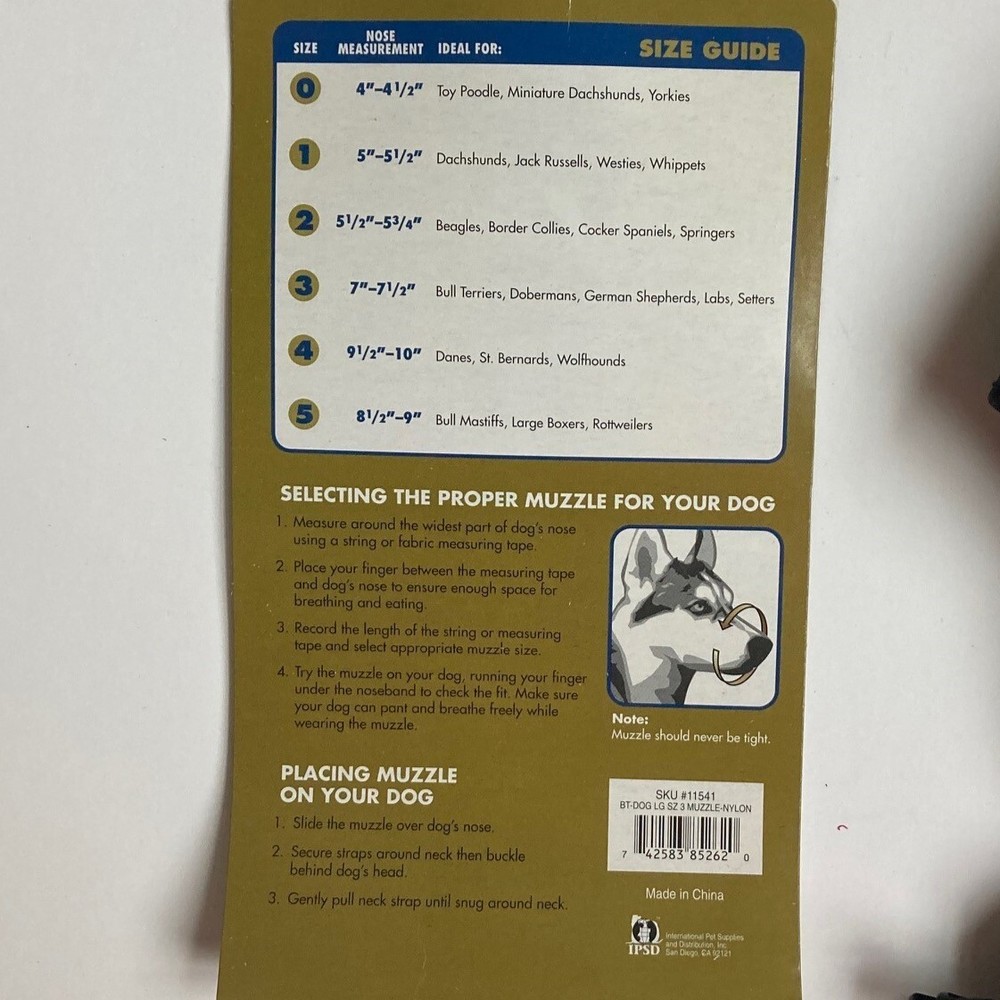 SIZE NOSE MEASUREMENT IDEAL FOR: SIZE GUIDE
0 4"–4 1/2" Toy Poodle, Miniature Dachshunds, Yorkies
1 5"–5 1/2" Dachshunds, Jack Russells, Westies, Whippets
2 5 1/2"–5 3/4" Beagles, Border Collies, Cocker Spaniels, Springers
3 7"–7 1/2" Bull Terriers, Dobermans, German Shepherds, Labs, Setters
4 9 1/2"–10" Danes, St. Bernards, Wolfhounds
5 8 1/2"–9" Bull Mastiffs, Large Boxers, Rottweilers
SELECTING THE PROPER MUZZLE FOR YOUR DOG
1. Measure around the widest part of dog's nose
using a string or fabric measuring tape.
2. Place your finger between the measuring tape
and dog's nose to ensure enough space for
breathing and eating.
3. Record the length of the string or measuring
tape and select appropriate muzzle size.
4. Try the muzzle on your dog, running your finger
under the noseband to check the fit. Make sure
your dog can pant and breathe freely while
wearing the muzzle.
Note:
Muzzle should never be tight.
PLACING MUZZLE
ON YOUR DOG
1. Slide the muzzle over dog's nose.
2. Secure straps around neck then buckle
behind dog's head.
3. Gently pull neck strap until snug around neck.
SKU #11541
BT-DOG LG SZ 3 MUZZLE-NYLON
7 42583 85262 0
Made in China
IPSD
International Pet Supplies
and Distribution, Inc.
San Diego, CA 92121